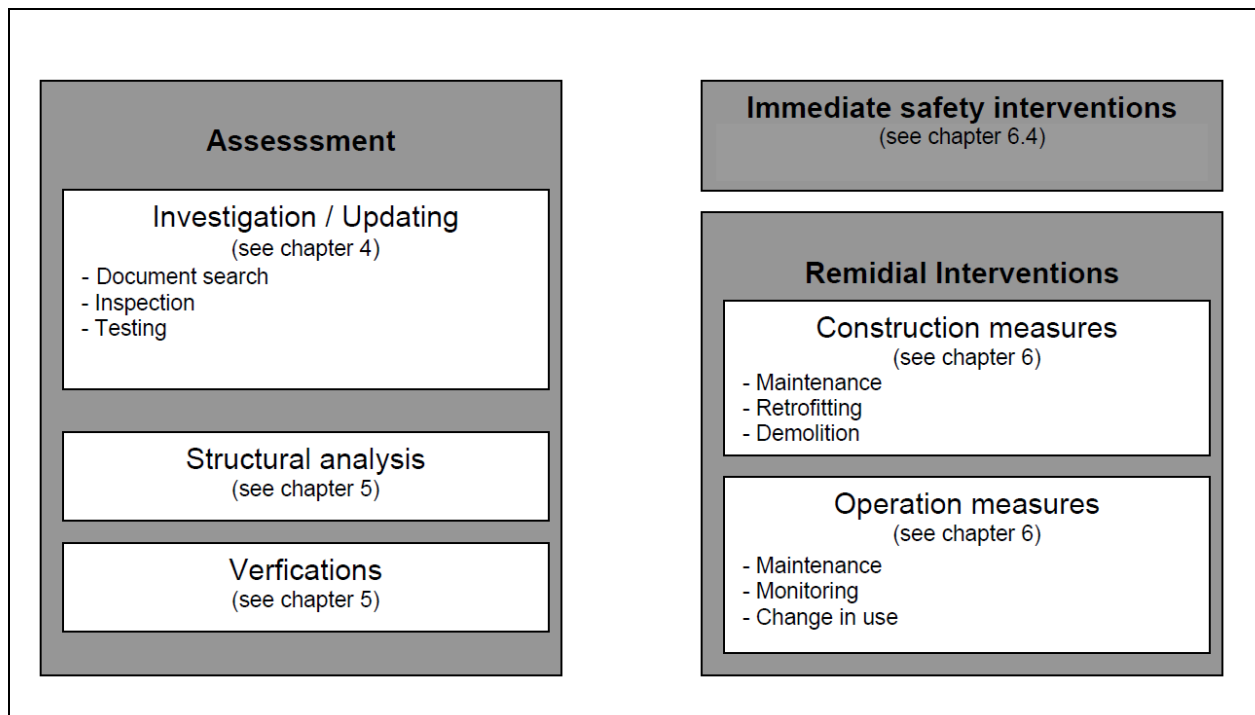 Assesssment
Investigation / Updating
(see chapter 4)
- Document search
- Inspection
- Testing
Structural analysis
(see chapter 5)
Verfications
(see chapter 5)
Immediate safety interventions
(see chapter 6.4)
Remidial Interventions
Construction measures
(see chapter 6)
- Maintenance
- Retrofitting
- Demolition
Operation measures
(see chapter 6)
- Maintenance
- Monitoring
- Change in use